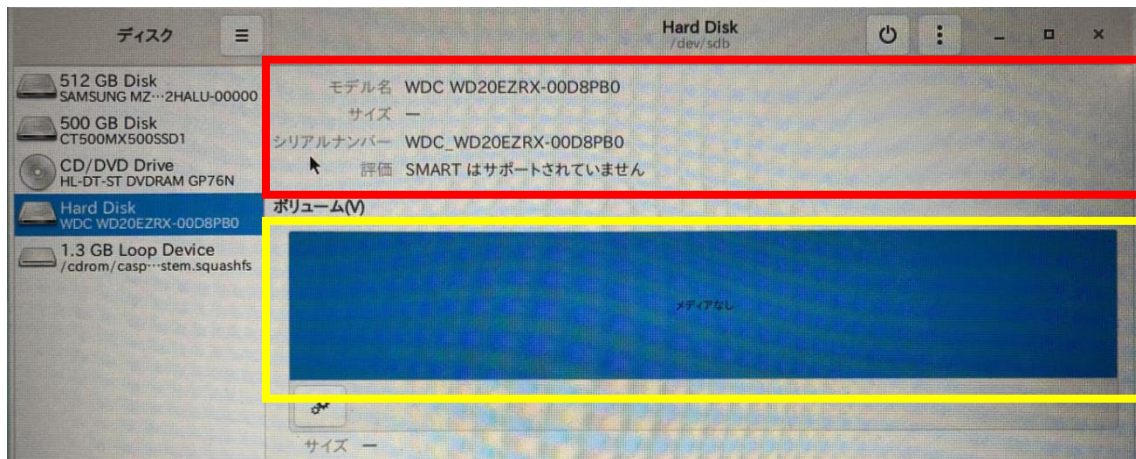 ディスク
Hard Disk
/dev/sdb
512 GB Disk
SAMSUNG MZ…2HALU-00000
500 GB Disk
CT500MX500SSD1
CD/DVD Drive
HL-DT-ST DVDRAM GP76N
Hard Disk
WDC WD20EZRX-00D8PB0
1.3 GB Loop Device
/cdrom/casp…stem.squashfs
モデル名 WDC WD20EZRX-00D8PB0
サイズ —
シリアルナンバー WDC_WD20EZRX-00D8PB0
評価 SMART はサポートされていません
ボリューム(V)
メディアなし
サイズ —